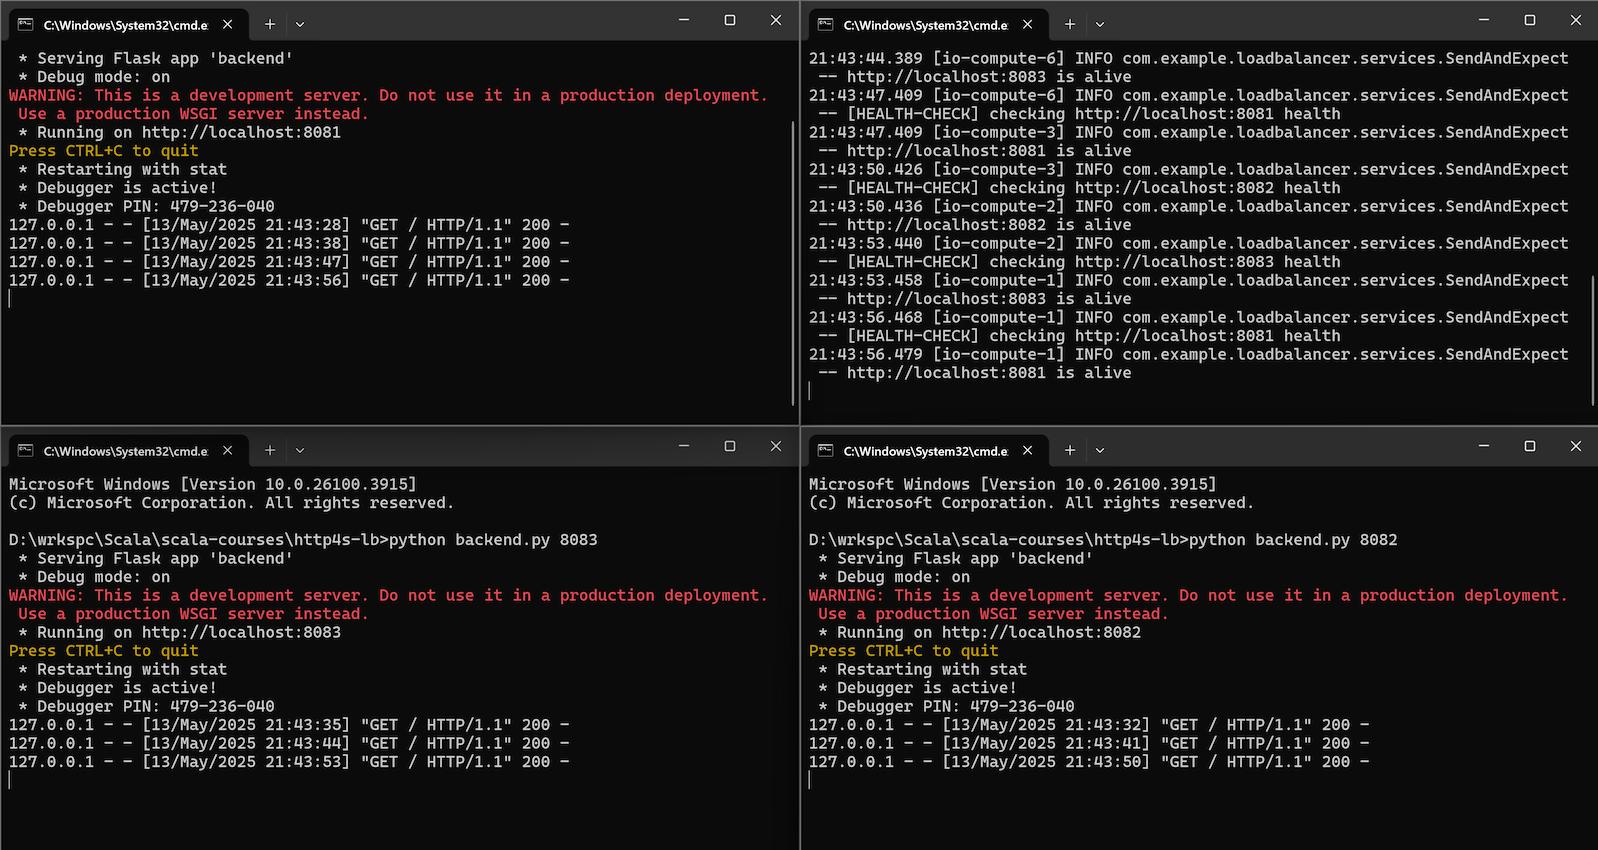 C:\Windows\System32\cmd.e
* Serving Flask app 'backend'
* Debug mode: on
WARNING: This is a development server. Do not use it in a production deployment.
Use a production WSGI server instead.
* Running on http://localhost:8081
Press CTRL+C to quit
* Restarting with stat
* Debugger is active!
* Debugger PIN: 479-236-040
127.0.0.1 - - [13/May/2025 21:43:28] "GET / HTTP/1.1" 200 -
127.0.0.1 - - [13/May/2025 21:43:38] "GET / HTTP/1.1" 200 -
127.0.0.1 - - [13/May/2025 21:43:47] "GET / HTTP/1.1" 200 -
127.0.0.1 - - [13/May/2025 21:43:56] "GET / HTTP/1.1" 200 -
C:\Windows\System32\cmd.e
21:43:44.389 [io-compute-6] INFO com.example.loadbalancer.services.SendAndExpect
-- http://localhost:8083 is alive
21:43:47.409 [io-compute-6] INFO com.example.loadbalancer.services.SendAndExpect
-- [HEALTH-CHECK] checking http://localhost:8081 health
21:43:47.409 [io-compute-3] INFO com.example.loadbalancer.services.SendAndExpect
-- http://localhost:8081 is alive
21:43:50.426 [io-compute-3] INFO com.example.loadbalancer.services.SendAndExpect
-- [HEALTH-CHECK] checking http://localhost:8082 health
21:43:50.436 [io-compute-2] INFO com.example.loadbalancer.services.SendAndExpect
-- http://localhost:8082 is alive
21:43:53.440 [io-compute-2] INFO com.example.loadbalancer.services.SendAndExpect
-- [HEALTH-CHECK] checking http://localhost:8083 health
21:43:53.458 [io-compute-1] INFO com.example.loadbalancer.services.SendAndExpect
-- http://localhost:8083 is alive
21:43:56.468 [io-compute-1] INFO com.example.loadbalancer.services.SendAndExpect
-- [HEALTH-CHECK] checking http://localhost:8081 health
21:43:56.479 [io-compute-1] INFO com.example.loadbalancer.services.SendAndExpect
-- http://localhost:8081 is alive
C:\Windows\System32\cmd.e
Microsoft Windows [Version 10.0.26100.3915]
(c) Microsoft Corporation. All rights reserved.
D:\wrkspc\Scala\scala-courses\http4s-lb>python backend.py 8083
* Serving Flask app 'backend'
* Debug mode: on
WARNING: This is a development server. Do not use it in a production deployment.
Use a production WSGI server instead.
* Running on http://localhost:8083
Press CTRL+C to quit
* Restarting with stat
* Debugger is active!
* Debugger PIN: 479-236-040
127.0.0.1 - - [13/May/2025 21:43:35] "GET / HTTP/1.1" 200 -
127.0.0.1 - - [13/May/2025 21:43:44] "GET / HTTP/1.1" 200 -
127.0.0.1 - - [13/May/2025 21:43:53] "GET / HTTP/1.1" 200 -
C:\Windows\System32\cmd.e
Microsoft Windows [Version 10.0.26100.3915]
(c) Microsoft Corporation. All rights reserved.
D:\wrkspc\Scala\scala-courses\http4s-lb>python backend.py 8082
* Serving Flask app 'backend'
* Debug mode: on
WARNING: This is a development server. Do not use it in a production deployment.
Use a production WSGI server instead.
* Running on http://localhost:8082
Press CTRL+C to quit
* Restarting with stat
* Debugger is active!
* Debugger PIN: 479-236-040
127.0.0.1 - - [13/May/2025 21:43:32] "GET / HTTP/1.1" 200 -
127.0.0.1 - - [13/May/2025 21:43:41] "GET / HTTP/1.1" 200 -
127.0.0.1 - - [13/May/2025 21:43:50] "GET / HTTP/1.1" 200 -